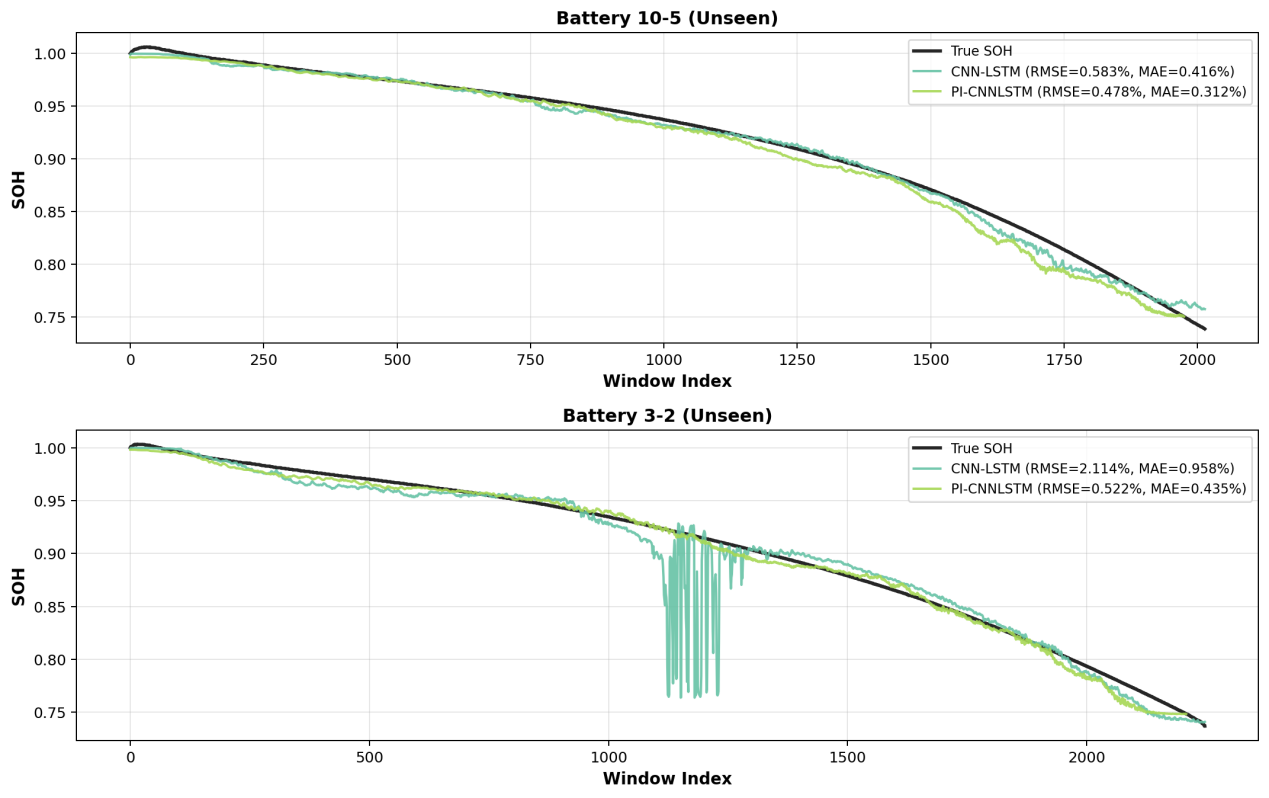 Battery 10-5 (Unseen)
True SOH
CNN-LSTM (RMSE=0.583%, MAE=0.416%)
PI-CNNLSTM (RMSE=0.478%, MAE=0.312%)
SOH
1.00
0.95
0.90
0.85
0.80
0.75
0 250 500 750 1000 1250 1500 1750 2000
Window Index
Battery 3-2 (Unseen)
True SOH
CNN-LSTM (RMSE=2.114%, MAE=0.958%)
PI-CNNLSTM (RMSE=0.522%, MAE=0.435%)
SOH
1.00
0.95
0.90
0.85
0.80
0.75
0 500 1000 1500 2000
Window Index